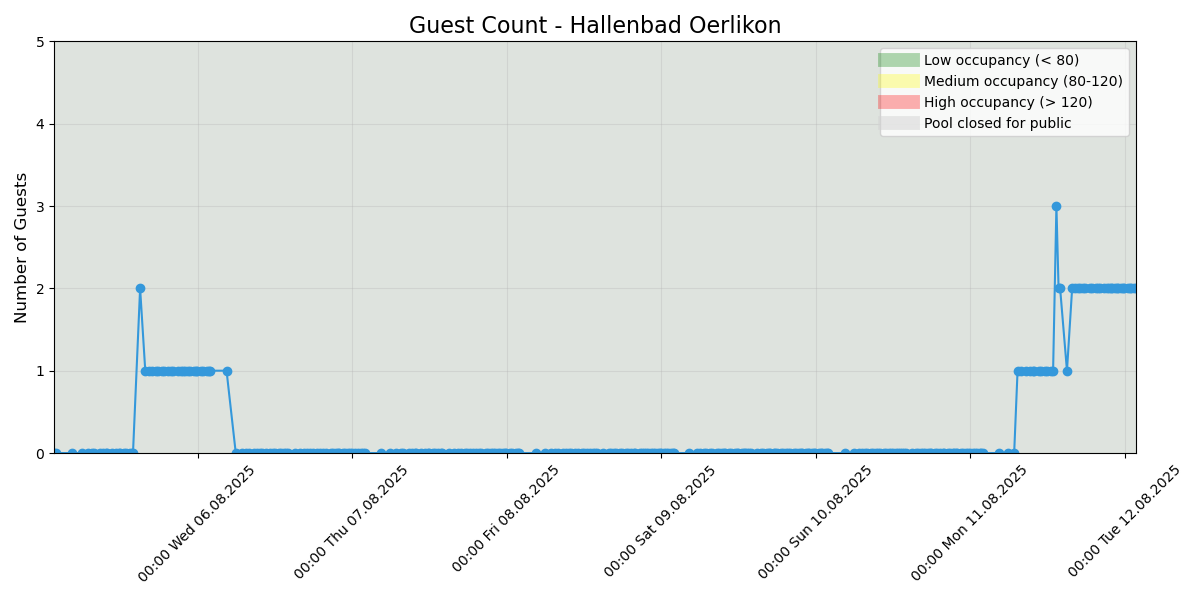 Guest Count - Hallenbad Oerlikon
Number of Guests
5
4
3
2
1
0
Low occupancy (< 80)
Medium occupancy (80-120)
High occupancy (> 120)
Pool closed for public
00:00 Wed 06.08.2025
00:00 Thu 07.08.2025
00:00 Fri 08.08.2025
00:00 Sat 09.08.2025
00:00 Sun 10.08.2025
00:00 Mon 11.08.2025
00:00 Tue 12.08.2025